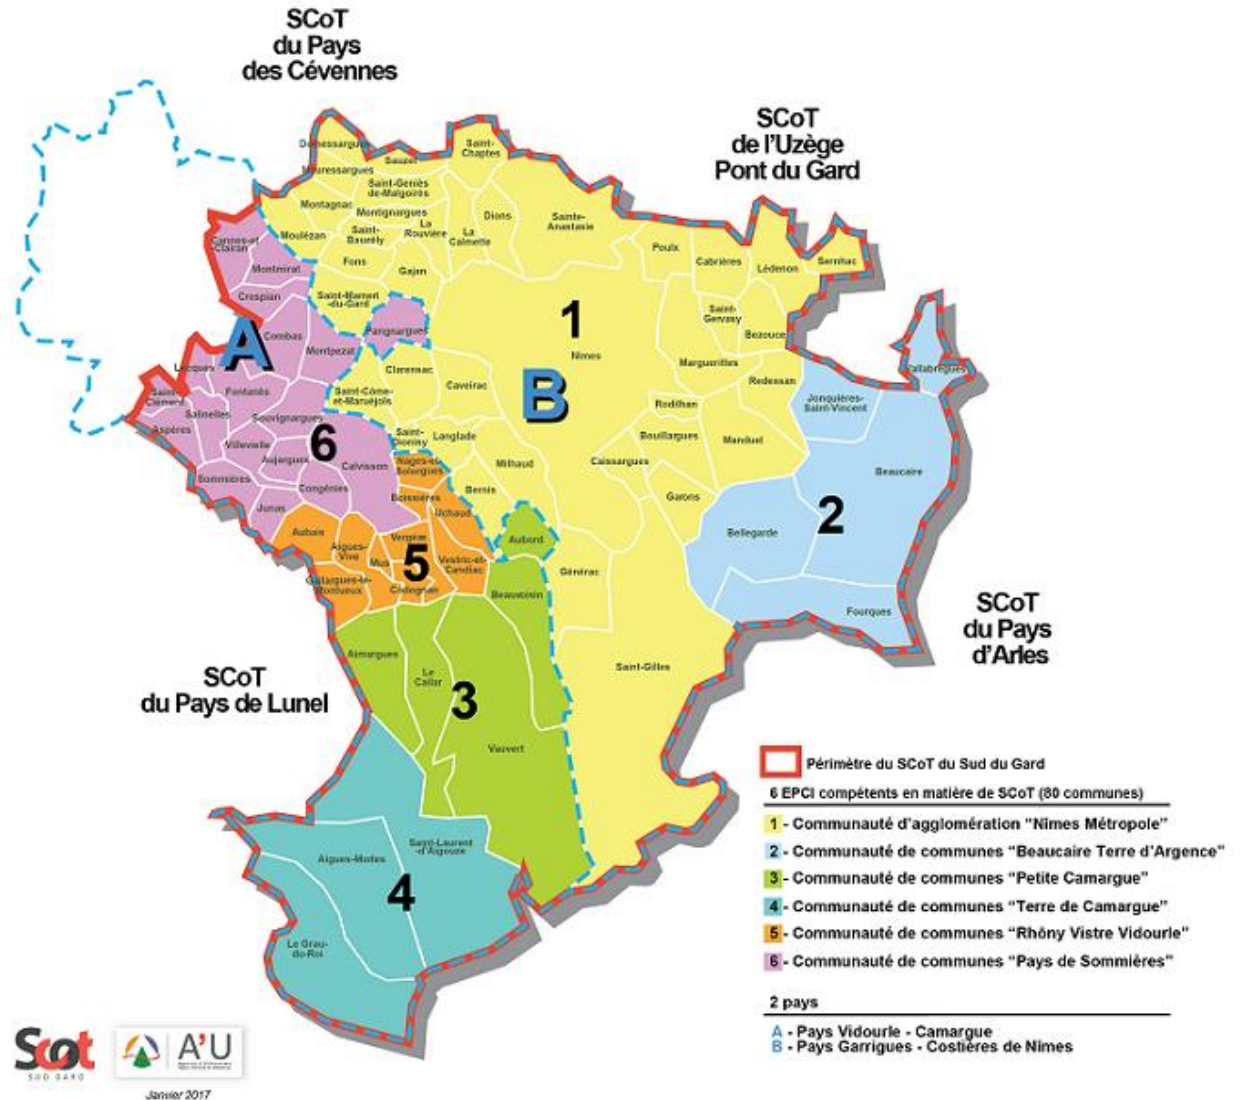 SCoT
du Pays
des Cévennes
SCoT
de l'Uzège
Pont du Gard
Domessargues
Mauressargues
Sauzet
Saint-
Chaptes
Saint-Geniès
de-Malgoirès
Montagnac
Montignargues
Dions
Sainte-
Anastasie
Moulézan
Saint-
Bauzély
La
Rouvière
La
Calmette
Fons
Gajan
Poulx
Cabrières
Lédenon
Sernhac
Cannes-et
Clairan
Montmirat
Crespian
Saint-Mamert
-du-Gard
Parignargues
1
Nîmes
Saint-
Gervasy
Bezouce
A
Combas
Montpezat
Lecques
Clarensac
Caveirac
Marguerittes
Redessan
Vallabrègues
Saint-
Clément
Fontanès
Saint-Côme-
et-Maruéjols
B
Rodilhan
Jonquières-
Saint-Vincent
Salinelles
Souvignargues
Aspères
Villevielle
6
Saint-
Dionisy
Langlade
Bouillargues
Manduel
Aujargues
Calvisson
Nages-et-
Solorgues
Milhaud
Caissargues
Beaucaire
Sommières
Congénies
Boissières
Bernis
Garons
2
Junas
Uchaud
Bellegarde
Aubais
Aigues-
Vive
Vergèze
Aubord
Mus
5
Vestric-et-
Candiac
Générac
Gallargues-le-
Montueux
Codognan
Beauvoisin
Fourques
SCoT
du Pays
d'Arles
Aimargues
Le
Cailar
3
Saint-Gilles
SCoT
du Pays de Lunel
Vauvert
Aigues-Mortes
Saint-Laurent
-d'Aigouze
4
Le Grau-
du-Roi
Périmètre du SCoT du Sud du Gard
6 EPCI compétents en matière de SCoT (80 communes)
1 - Communauté d'agglomération "Nîmes Métropole"
2 - Communauté de communes "Beaucaire Terre d'Argence"
3 - Communauté de communes "Petite Camargue"
4 - Communauté de communes "Terre de Camargue"
5 - Communauté de communes "Rhôny Vistre Vidourle"
6 - Communauté de communes "Pays de Sommières"
2 pays
A - Pays Vidourle - Camargue
B - Pays Garrigues - Costières de Nîmes
Scot
SUD GARD
A'U
Janvier 2017